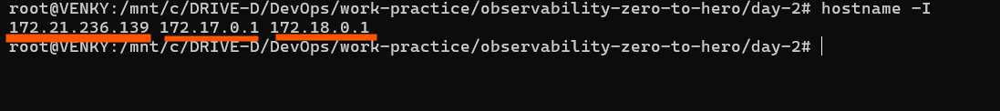 root@VENKY:/mnt/c/DRIVE-D/DevOps/work-practice/observability-zero-to-hero/day-2# hostname -I
172.21.236.139 172.17.0.1 172.18.0.1
root@VENKY:/mnt/c/DRIVE-D/DevOps/work-practice/observability-zero-to-hero/day-2#